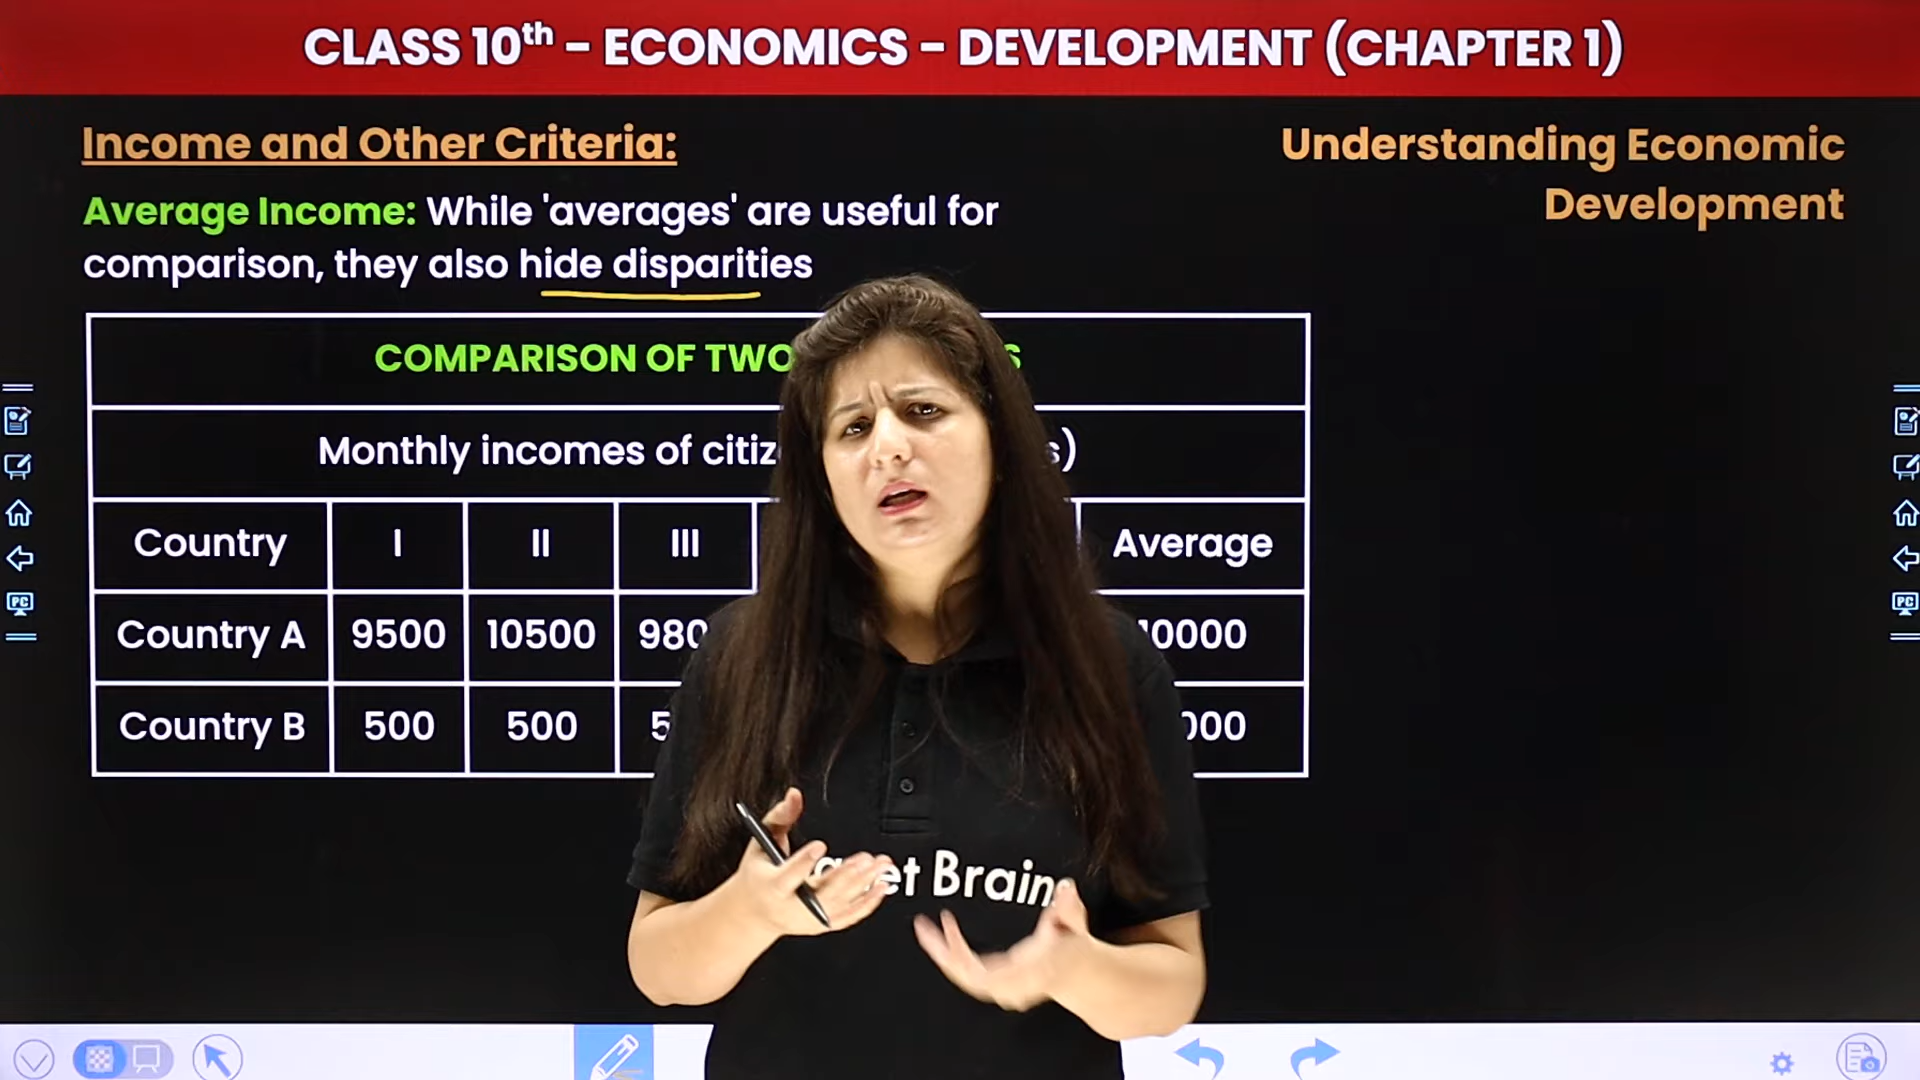 CLASS 10th - ECONOMICS - DEVELOPMENT (CHAPTER 1)
Income and Other Criteria:
Understanding Economic
Development
Average Income: While 'averages' are useful for
comparison, they also hide disparities
COMPARISON OF TWO
Monthly incomes of
Country I II III Average
Country A 9500 10500
Country B 500 500
Brain
PC
PC